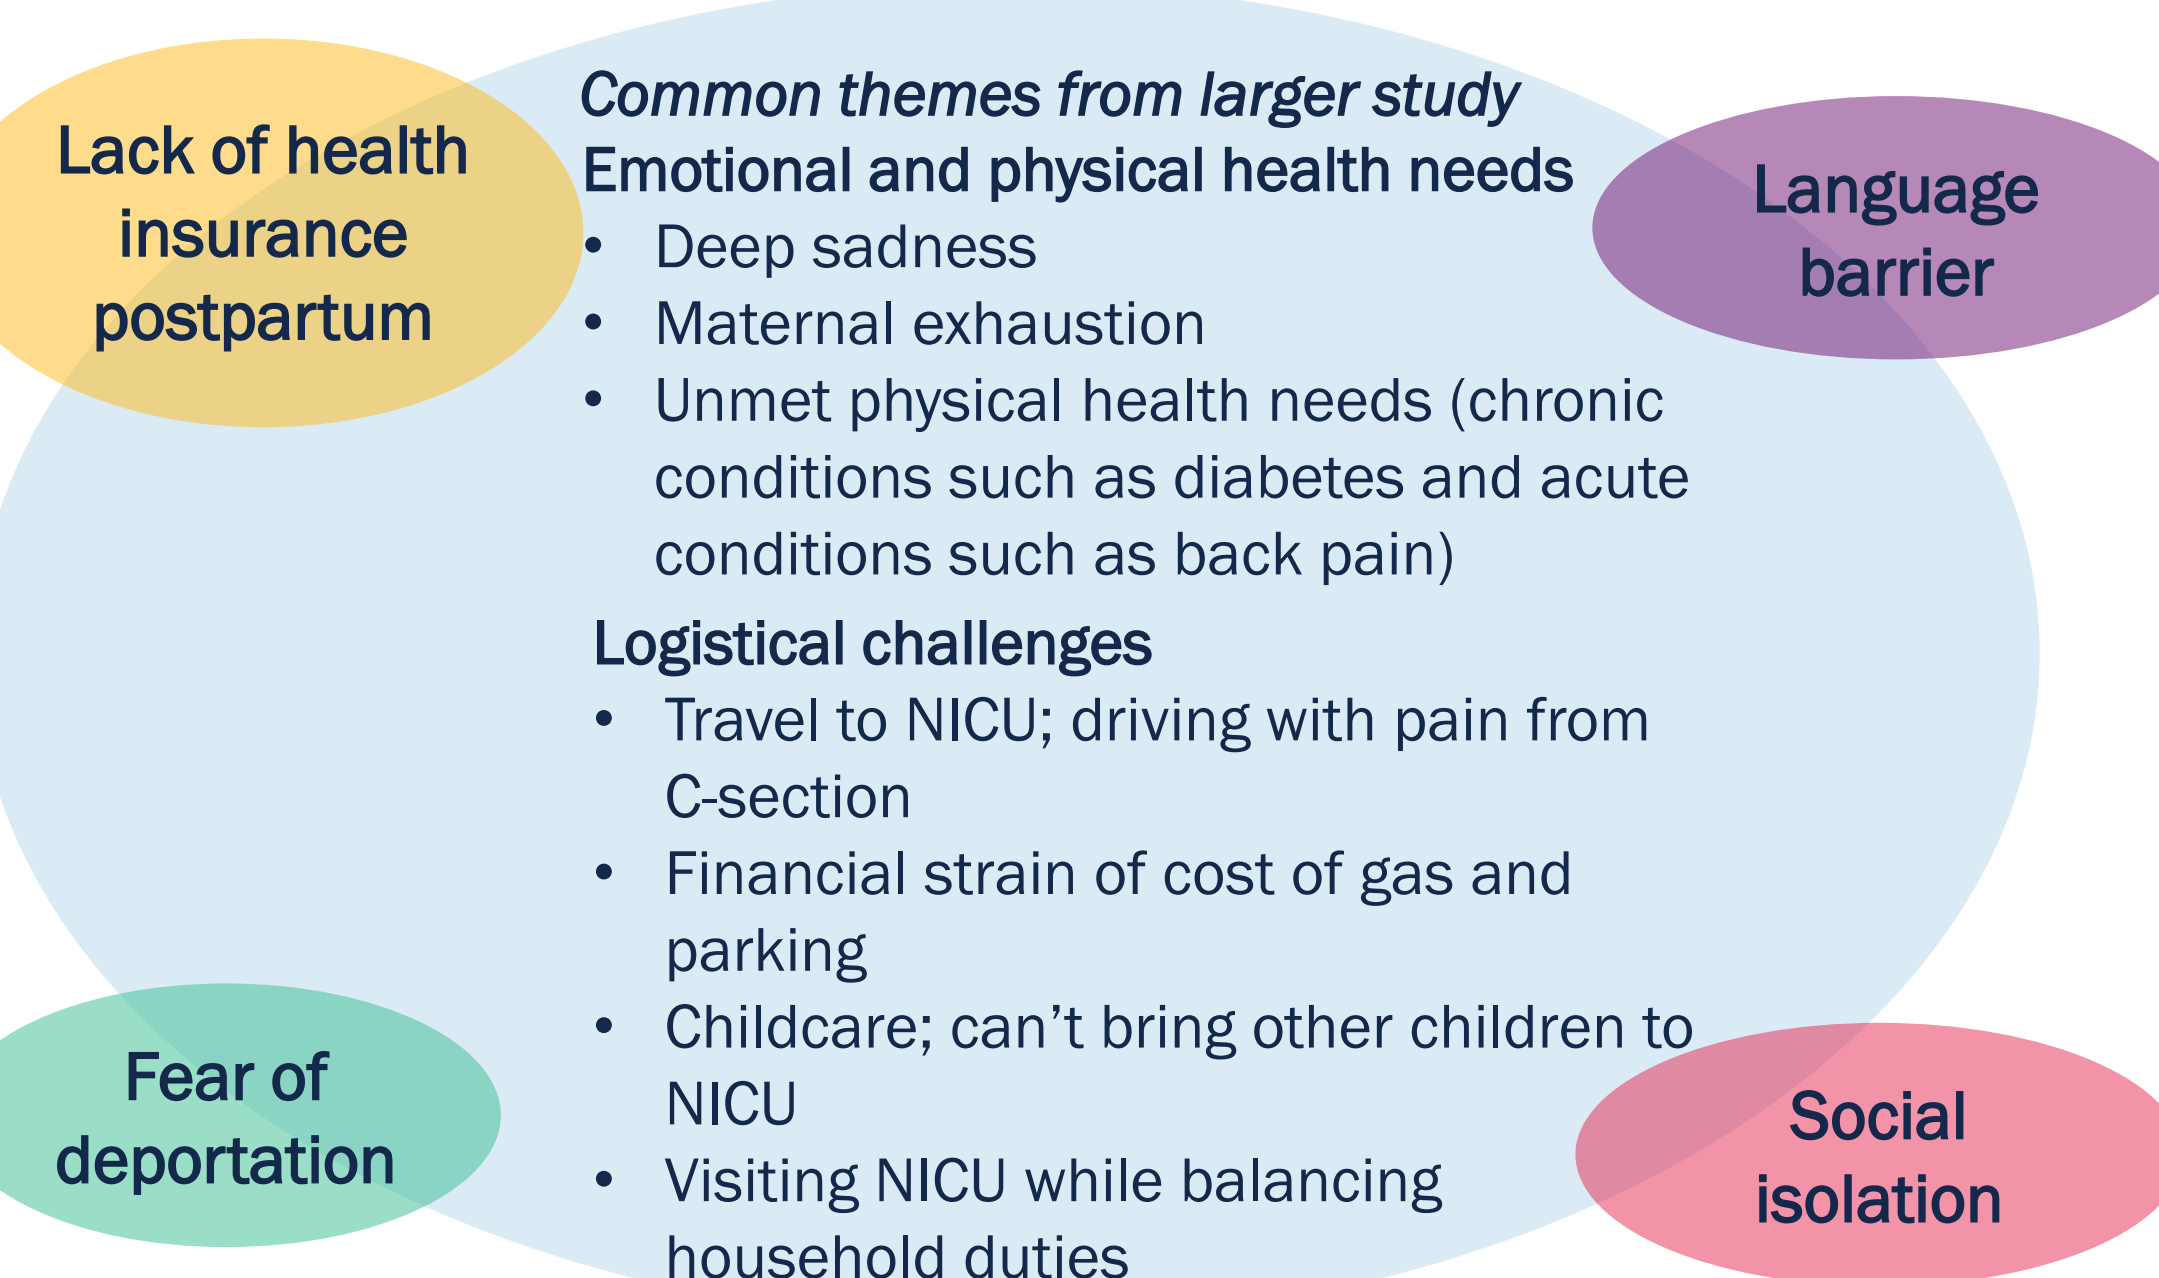 Lack of health
insurance
postpartum
Common themes from larger study
Emotional and physical health needs
• Deep sadness
• Maternal exhaustion
• Unmet physical health needs (chronic
conditions such as diabetes and acute
conditions such as back pain)
Logistical challenges
• Travel to NICU; driving with pain from
C-section
• Financial strain of cost of gas and
parking
• Childcare; can’t bring other children to
NICU
• Visiting NICU while balancing
household duties
Language
barrier
Fear of
deportation
Social
isolation